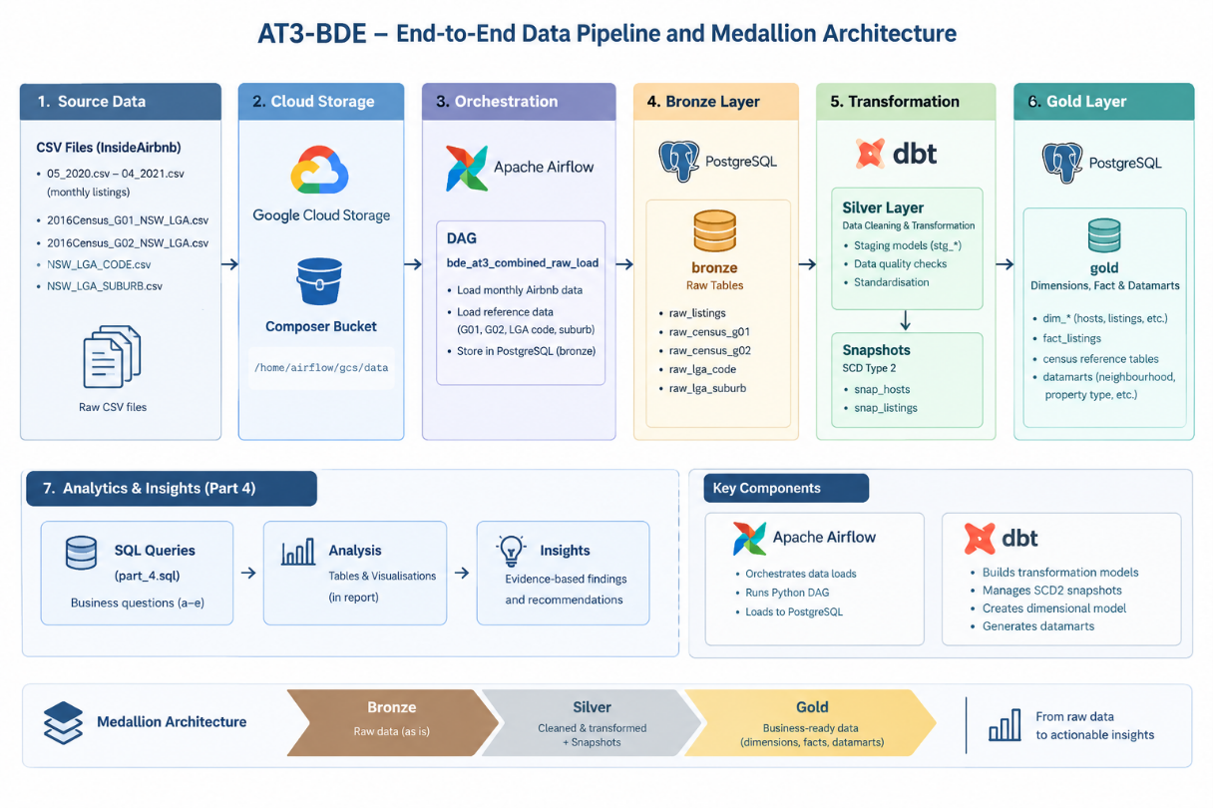 AT3-BDE – End-to-End Data Pipeline and Medallion Architecture
1. Source Data
CSV Files (InsideAirbnb)
• 05_2020.csv – 04_2021.csv
(monthly listings)
• 2016Census_G01_NSW_LGA.csv
• 2016Census_G02_NSW_LGA.csv
• NSW_LGA_CODE.csv
• NSW_LGA_SUBURB.csv
Raw CSV files
2. Cloud Storage
Google Cloud Storage
Composer Bucket
/home/airflow/gcs/data
3. Orchestration
Apache Airflow
DAG
bde_at3_combined_raw_load
• Load monthly Airbnb data
• Load reference data
(G01, G02, LGA code, suburb)
• Store in PostgreSQL (bronze)
4. Bronze Layer
PostgreSQL
bronze
Raw Tables
• raw_listings
• raw_census_g01
• raw_census_g02
• raw_lga_code
• raw_lga_suburb
5. Transformation
dbt
Silver Layer
Data Cleaning & Transformation
• Staging models (stg_*)
• Data quality checks
• Standardisation
Snapshots
SCD Type 2
• snap_hosts
• snap_listings
6. Gold Layer
PostgreSQL
gold
Dimensions, Fact & Datamarts
• dim_* (hosts, listings, etc.)
• fact_listings
• census reference tables
• datamarts (neighbourhood,
property type, etc.)
7. Analytics & Insights (Part 4)
SQL Queries
(part_4.sql)
Business questions (a–e)
Analysis
Tables & Visualisations
(in report)
Insights
Evidence-based findings
and recommendations
Key Components
Apache Airflow
• Orchestrates data loads
• Runs Python DAG
• Loads to PostgreSQL
dbt
• Builds transformation models
• Manages SCD2 snapshots
• Creates dimensional model
• Generates datamarts
Medallion Architecture
Bronze
Raw data (as is)
Silver
Cleaned & transformed
+ Snapshots
Gold
Business-ready data
(dimensions, facts, datamarts)
From raw data
to actionable insights